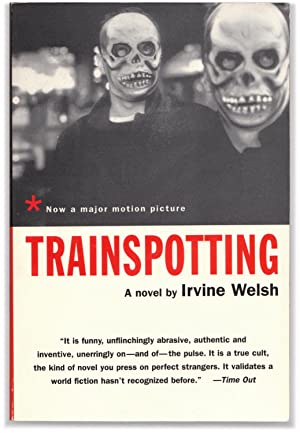 * Now a major motion picture
TRAINSPOTTING
A novel by Irvine Welsh
"It is funny, unflinchingly abrasive, authentic and
inventive, unerringly on—and of—the pulse. It is a true cult,
the kind of novel you press on perfect strangers. It validates a
world fiction hasn't recognized before." —Time Out